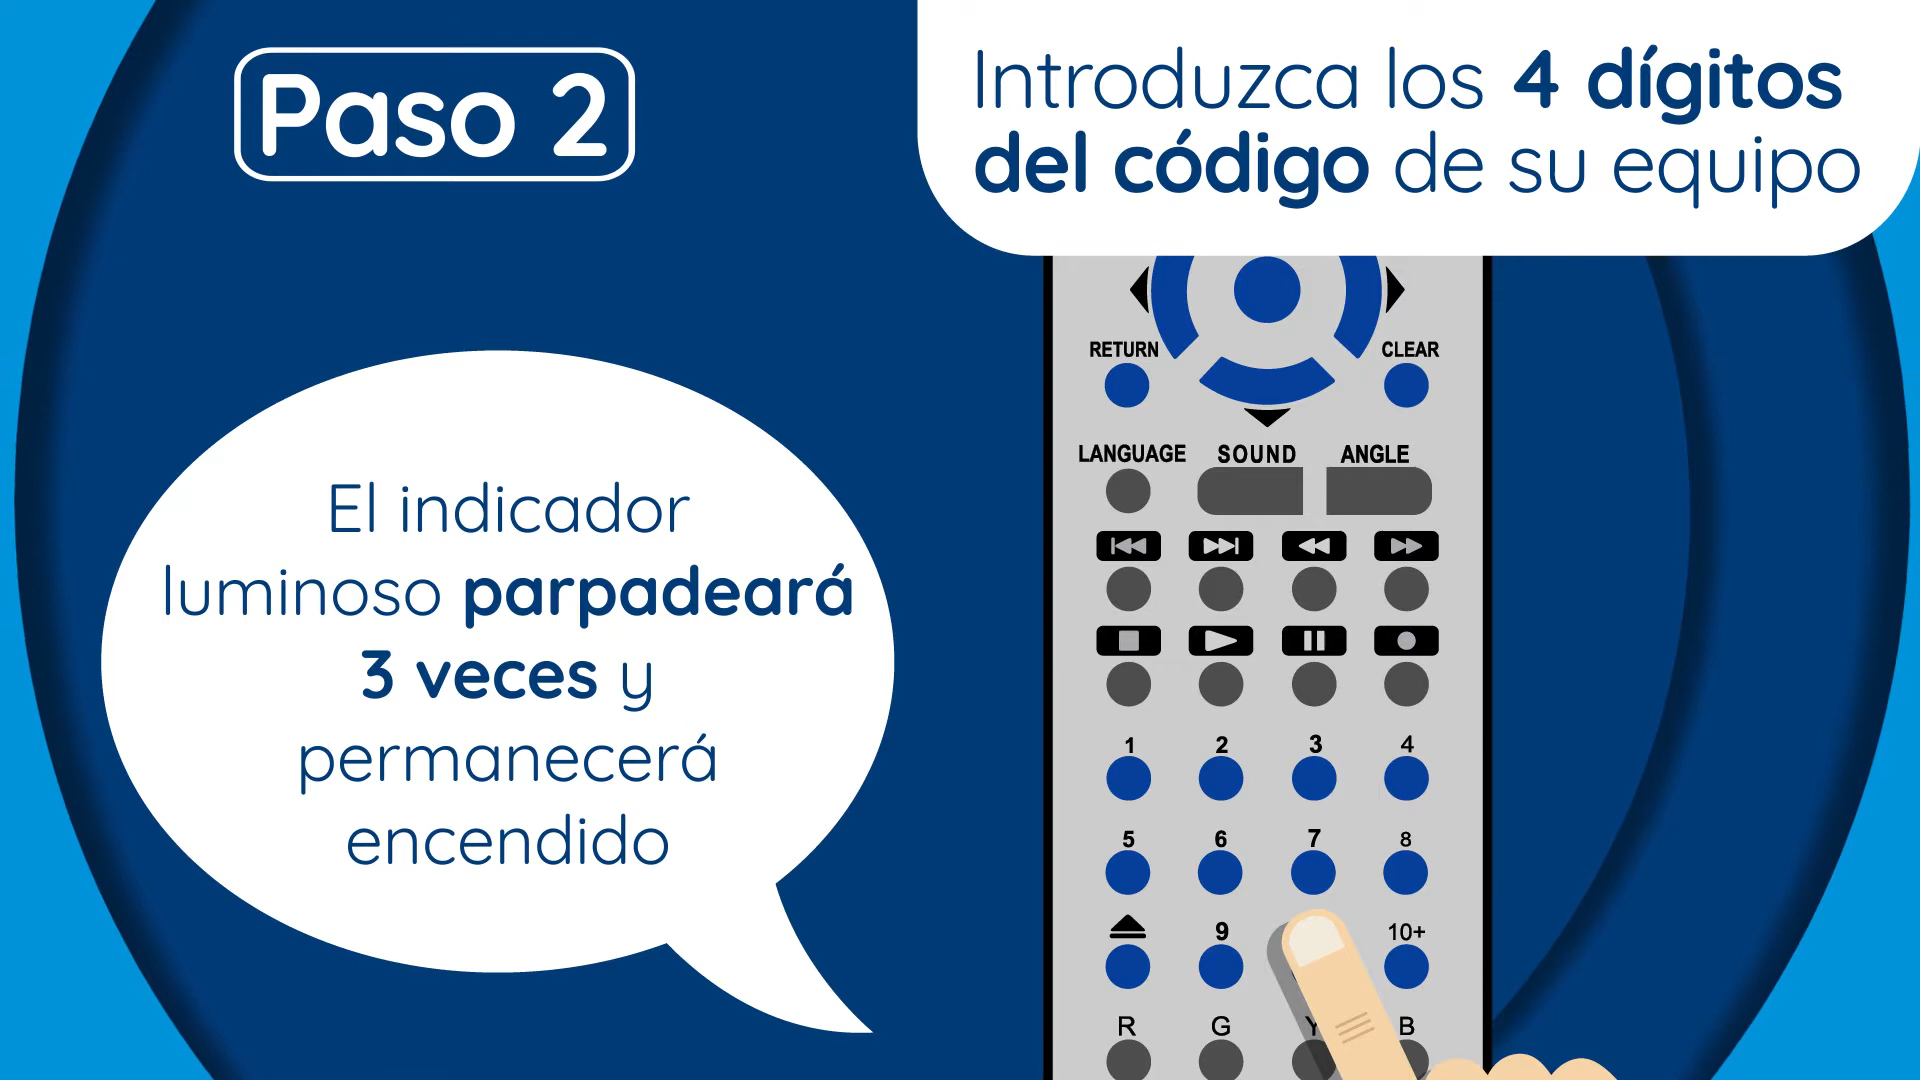 Paso 2
Introduzca los 4 dígitos
del código de su equipo
El indicador
luminoso parpadeará
3 veces y
permanecerá
encendido
RETURN CLEAR
LANGUAGE SOUND ANGLE
1 2 3 4
5 6 7 8
9 10+
R G Y B